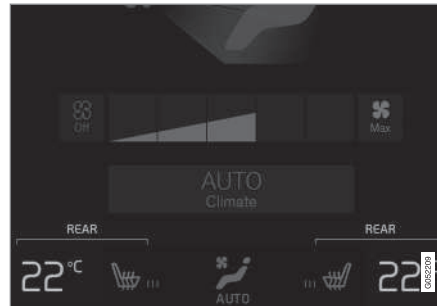 Off
Max
AUTO
Climate
REAR
REAR
22°C
22
AUTO
G052209